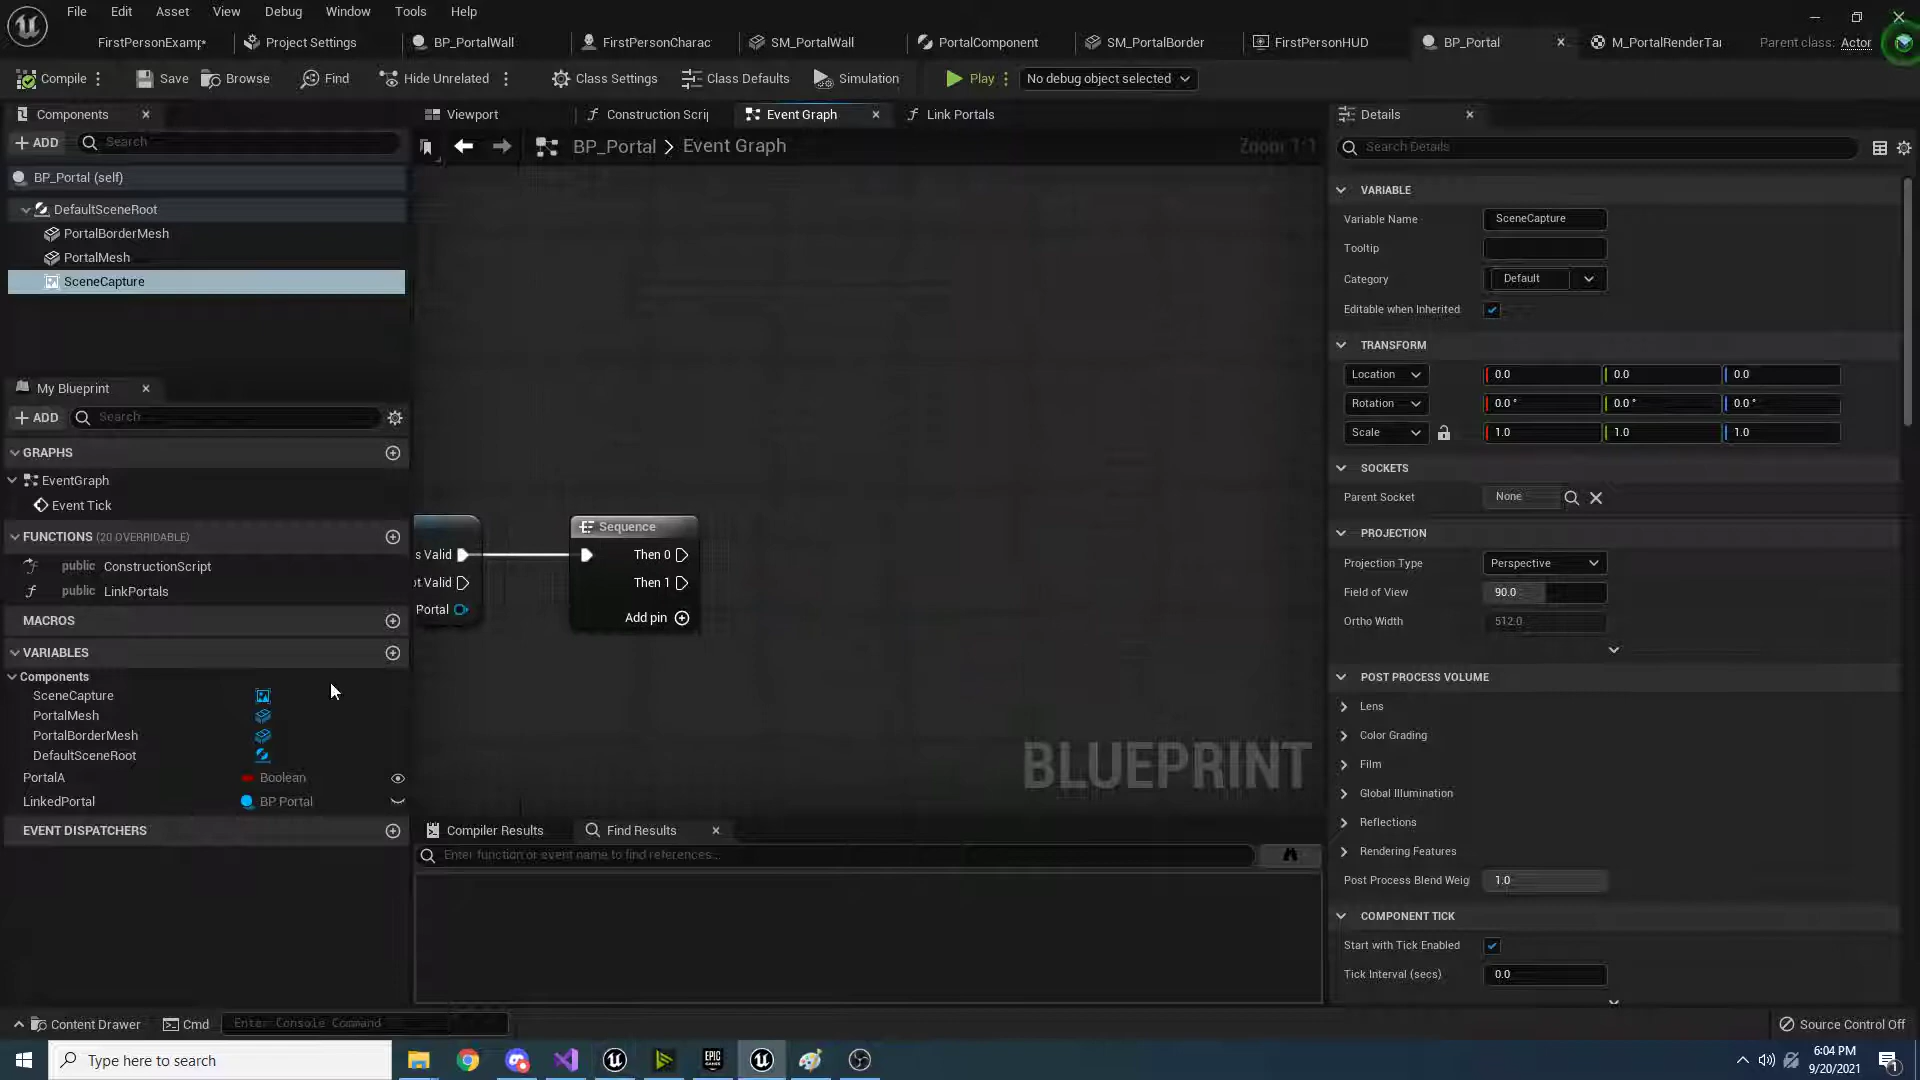 File Edit Asset View Debug Window Tools Help
FirstPersonExamp* Project Settings BP_PortalWall FirstPersonCharac SM_PortalWall PortalComponent SM_PortalBorder FirstPersonHUD BP_Portal M_PortalRenderTar Parent class: Actor
Compile Save Browse Find Hide Unrelated Class Settings Class Defaults Simulation Play No debug object selected
Components Viewport Construction Scrip Event Graph Link Portals Details
ADD Search
BP_Portal > Event Graph Zoom 1:1
Search Details
BP_Portal (self)
DefaultSceneRoot
PortalBorderMesh
PortalMesh
SceneCapture
My Blueprint
ADD Search
GRAPHS
EventGraph
Event Tick
FUNCTIONS (20 OVERRIDABLE)
public ConstructionScript
public LinkPortals
MACROS
VARIABLES
Components
SceneCapture
PortalMesh
PortalBorderMesh
DefaultSceneRoot
PortalA Boolean
LinkedPortal BP Portal
EVENT DISPATCHERS
s Valid
ot Valid
Portal
Sequence
Then 0
Then 1
Add pin
BLUEPRINT
Compiler Results Find Results
Enter function or event name to find references...
VARIABLE
Variable Name SceneCapture
Tooltip
Category Default
Editable when Inherited
TRANSFORM
Location 0.0 0.0 0.0
Rotation 0.0 ° 0.0 ° 0.0 °
Scale 1.0 1.0 1.0
SOCKETS
Parent Socket None
PROJECTION
Projection Type Perspective
Field of View 90.0
Ortho Width 512.0
POST PROCESS VOLUME
Lens
Color Grading
Film
Global Illumination
Reflections
Rendering Features
Post Process Blend Weig 1.0
COMPONENT TICK
Start with Tick Enabled
Tick Interval (secs) 0.0
Content Drawer Cmd Enter Console Command Source Control Off
Type here to search
EPIC GAMES
6:04 PM
9/20/2021
1